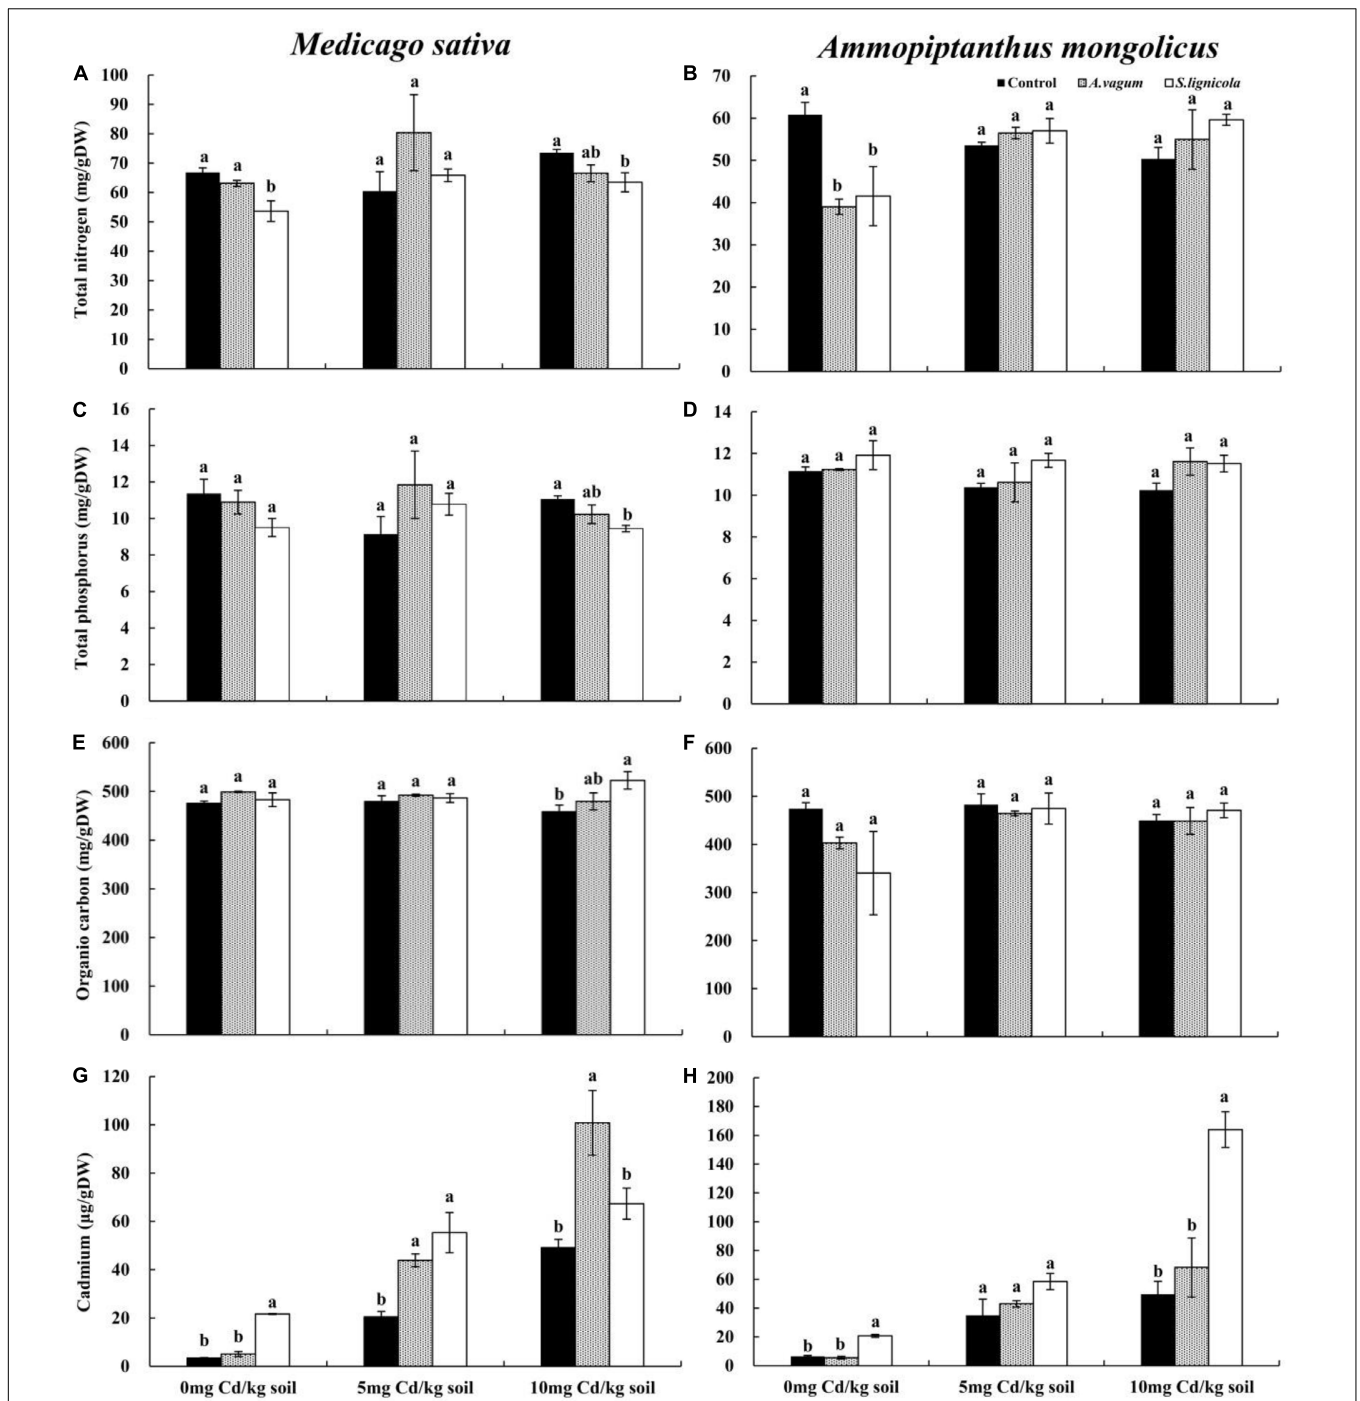 Medicago sativa
Ammopiptanthus mongolicus
A
100
90
80
70
60
50
40
30
20
10
0
Total nitrogen (mg/gDW)
a
a
b
a
a
a
a
ab
b
B
70
60
50
40
30
20
10
0
Control
A.vagum
S.lignicola
a
b
b
a
a
a
a
a
a
C
16
14
12
10
8
6
4
2
0
Total phosphorus (mg/gDW)
a
a
a
a
a
a
a
ab
b
D
14
12
10
8
6
4
2
0
a
a
a
a
a
a
a
a
a
E
600
500
400
300
200
100
0
Organio carbon (mg/gDW)
a
a
a
a
a
a
b
ab
a
F
600
500
400
300
200
100
0
a
a
a
a
a
a
a
a
a
G
120
100
80
60
40
20
0
Cadmium (μg/gDW)
b
b
a
b
a
a
b
a
b
0mg Cd/kg soil
5mg Cd/kg soil
10mg Cd/kg soil
H
200
180
160
140
120
100
80
60
40
20
0
b
b
a
a
a
a
b
b
a
0mg Cd/kg soil
5mg Cd/kg soil
10mg Cd/kg soil